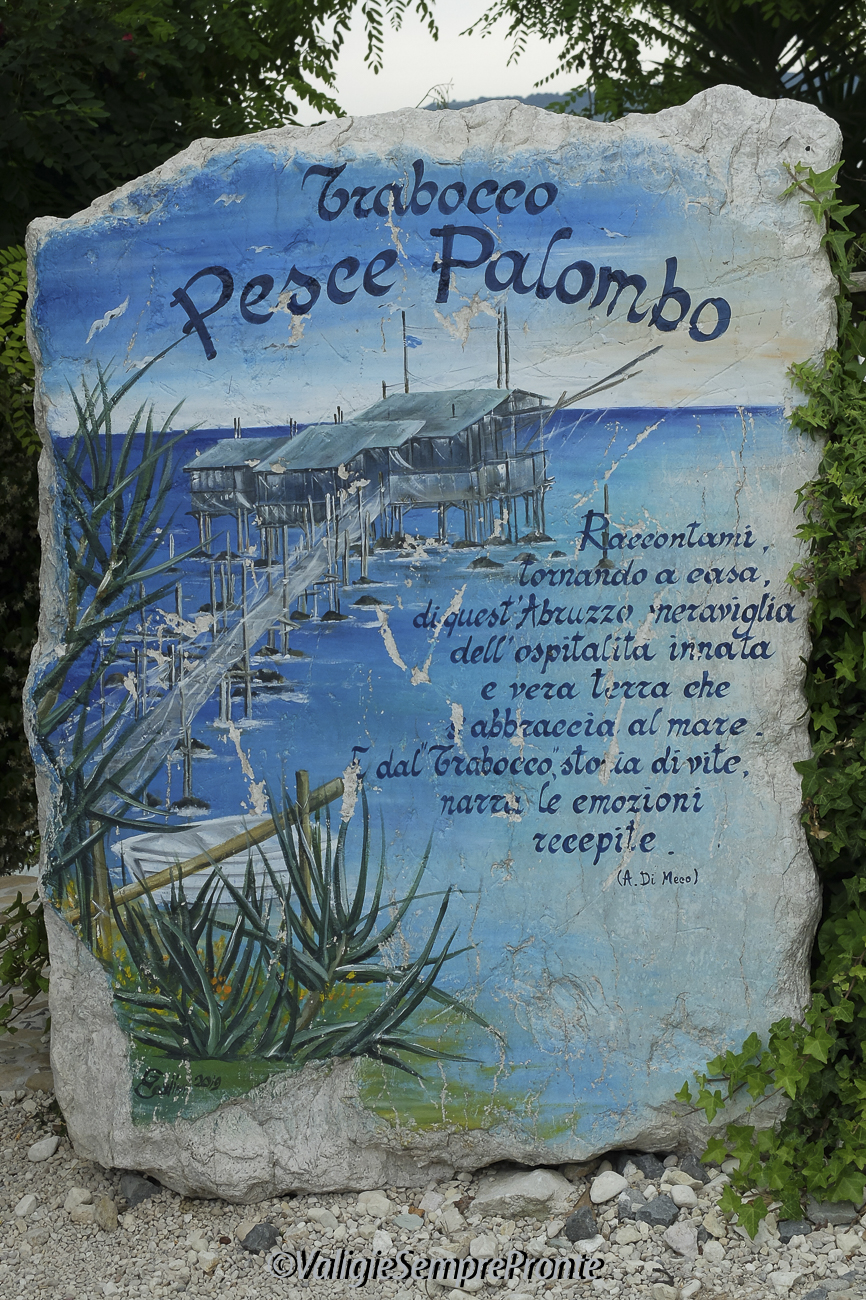 Trabocco
Pesce Palombo
Raccontami,
tornando a casa,
di quest'Abruzzo meraviglia
dell'ospitalita innata
e vera terra che
s'abbraccia al mare.
E dal "Trabocco", storia di vite,
narra le emozioni
recepite.
(A. Di Meco)
2010
©ValigieSemprePronte